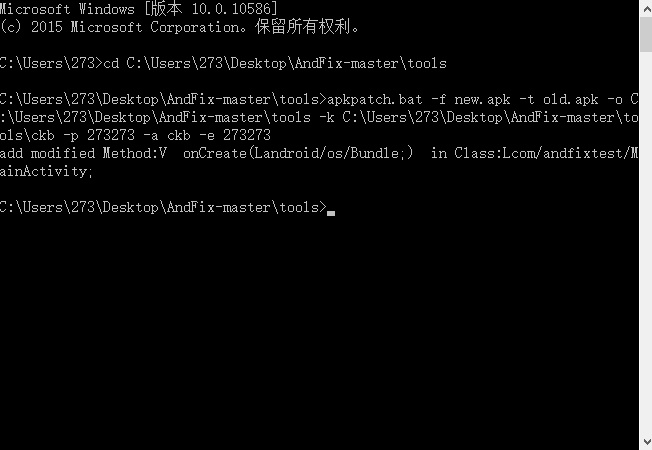 Microsoft Windows [版本 10.0.10586]
(c) 2015 Microsoft Corporation。保留所有权利。
C:\Users\273>cd C:\Users\273\Desktop\AndFix-master\tools
C:\Users\273\Desktop\AndFix-master\tools>apkpatch.bat -f new.apk -t old.apk -o C
:\Users\273\Desktop\AndFix-master\tools -k C:\Users\273\Desktop\AndFix-master\to
ols\ckb -p 273273 -a ckb -e 273273
add modified Method:V  onCreate(Landroid/os/Bundle;)  in Class:Lcom/andfixtest/M
ainActivity;
C:\Users\273\Desktop\AndFix-master\tools>